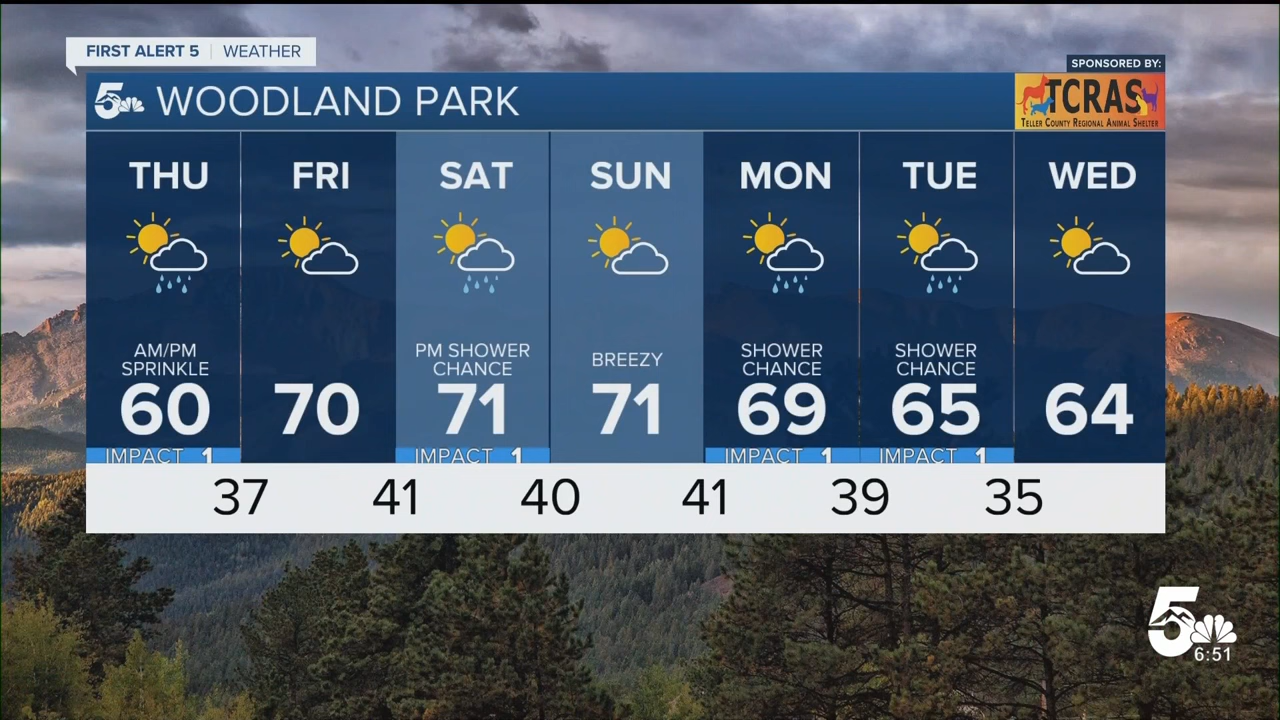 FIRST ALERT 5 | WEATHER
SPONSORED BY:
5 WOODLAND PARK
TCRAS
TELLER COUNTY REGIONAL ANIMAL SHELTER
THU FRI SAT SUN MON TUE WED
AM/PM SPRINKLE
PM SHOWER CHANCE
BREEZY
SHOWER CHANCE
SHOWER CHANCE
60 70 71 71 69 65 64
IMPACT 1 IMPACT 1 IMPACT 1 IMPACT 1
37 41 40 41 39 35
5
6:51